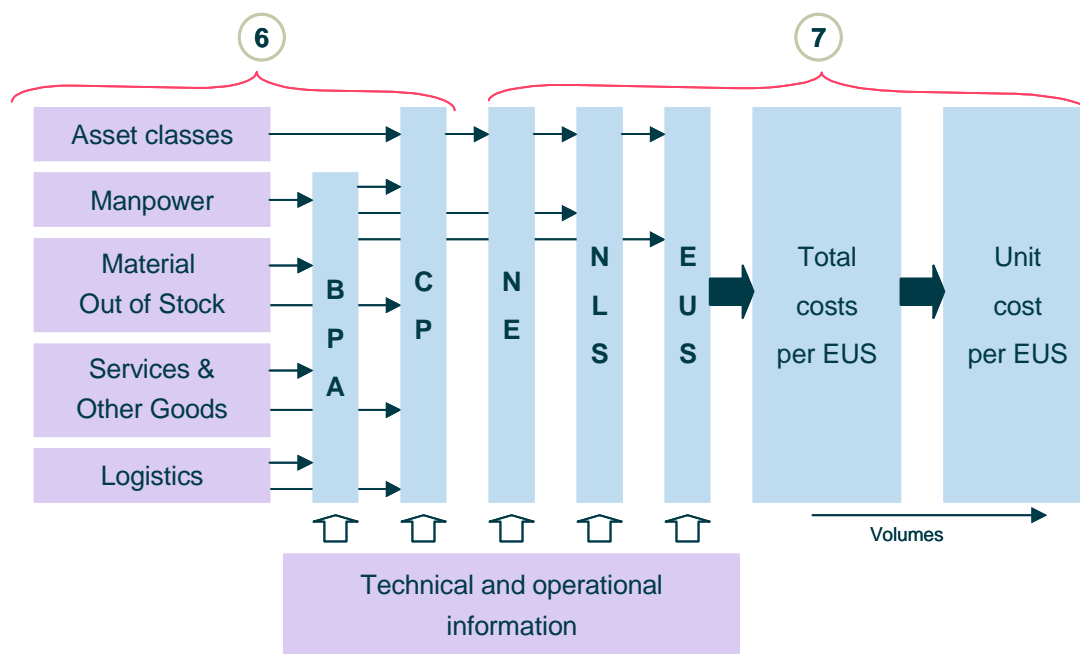 6
7
Asset classes
Manpower
Material
Out of Stock
Services &
Other Goods
Logistics
B
P
A
C
P
N
E
N
L
S
E
U
S
Total
costs
per EUS
Unit
cost
per EUS
Volumes
Technical and operational
information